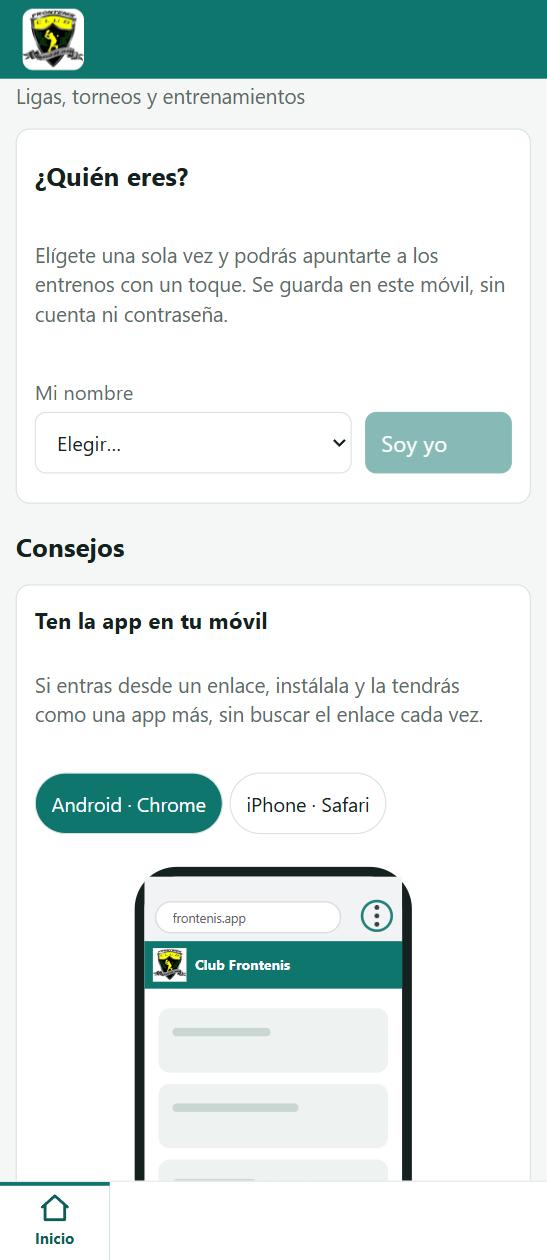 FRONTENIS
CLUB
Ligas, torneos y entrenamientos
¿Quién eres?
Elígete una sola vez y podrás apuntarte a los
entrenos con un toque. Se guarda en este móvil, sin
cuenta ni contraseña.
Mi nombre
Elegir...
Soy yo
Consejos
Ten la app en tu móvil
Si entras desde un enlace, instálala y la tendrás
como una app más, sin buscar el enlace cada vez.
Android · Chrome
iPhone · Safari
frontenis.app
Club Frontenis
Inicio